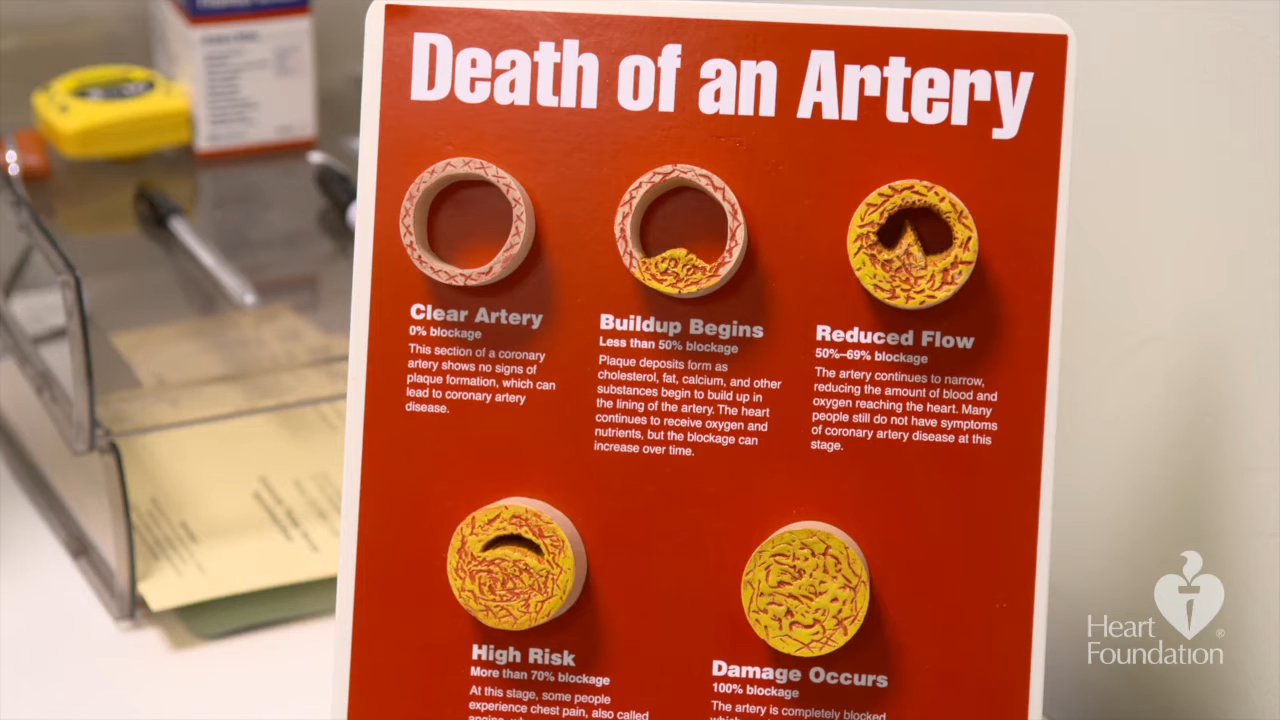 Death of an Artery
Clear Artery
0% blockage
This section of a coronary
artery shows no signs of
plaque formation, which can
lead to coronary artery
disease.
Buildup Begins
Less than 50% blockage
Plaque deposits form as
cholesterol, fat, calcium, and other
substances begin to build up in
the lining of the artery. The heart
continues to receive oxygen and
nutrients, but the blockage can
increase over time.
Reduced Flow
50%–69% blockage
The artery continues to narrow,
reducing the amount of blood and
oxygen reaching the heart. Many
people still do not have symptoms
of coronary artery disease at this
stage.
High Risk
More than 70% blockage
At this stage, some people
experience chest pain, also called
Damage Occurs
100% blockage
The artery is completely blocked
Heart
Foundation®